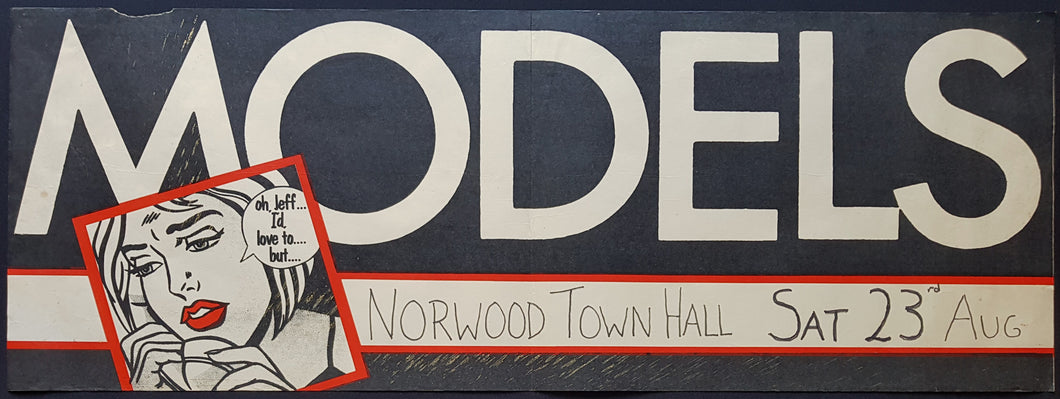 MODELS
oh, Jeff...
I'd,
love to....
but....
NORWOOD TOWN HALL SAT 23rd AUG